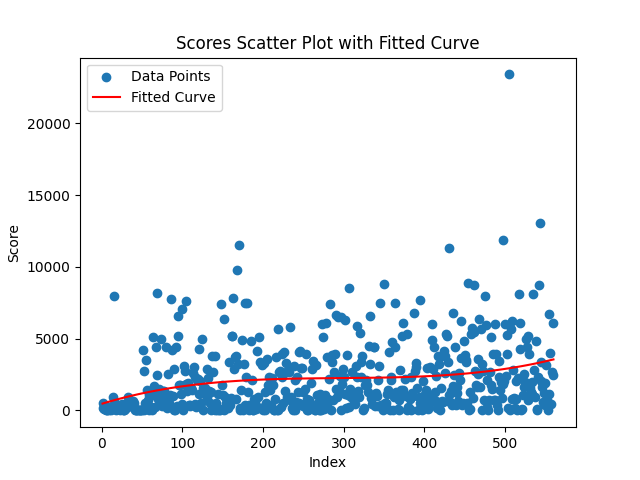 Scores Scatter Plot with Fitted Curve
Data Points
Fitted Curve
20000
15000
10000
5000
0
Score
0 100 200 300 400 500
Index